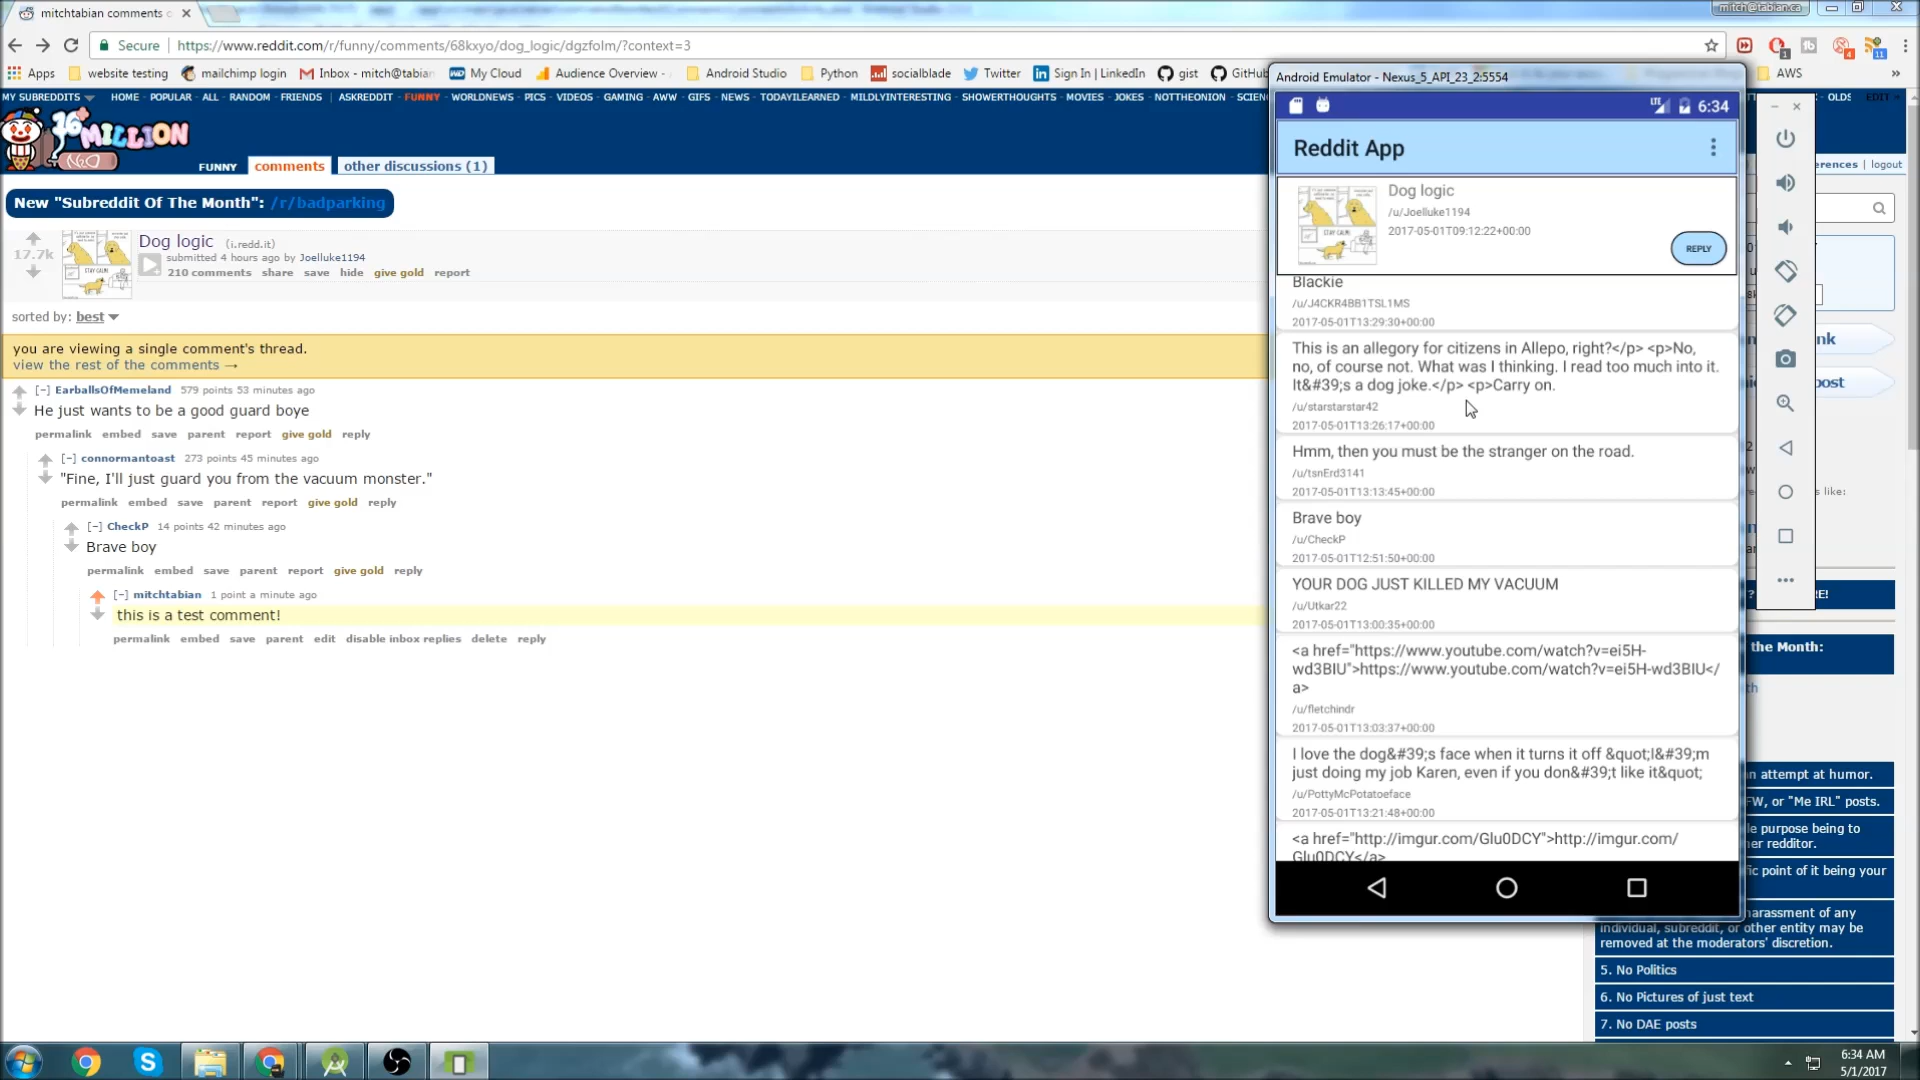 mitchtabian comments
mitch@tabian.ca
Secure
https://www.reddit.com/r/funny/comments/68kxyo/dog_logic/dgzfolm/?context=3
Apps website testing mailchimp login Inbox - mitch@tabian My Cloud Audience Overview - Android Studio Python socialblade Twitter Sign In | LinkedIn gist GitHub AWS »
MY SUBREDDITS HOME - POPULAR - ALL - RANDOM - FRIENDS | ASKREDDIT - FUNNY - WORLDNEWS - PICS - VIDEOS - GAMING - AWW - GIFS - NEWS - TODAYILEARNED - MILDLYINTERESTING - SHOWERTHOUGHTS - MOVIES - JOKES - NOTTHEONION - SCIEN OLDS EDIT
16 MILLION
FUNNY comments other discussions (1)
erences | logout
New "Subreddit Of The Month": /r/badparking
17.7k
Dog logic (i.redd.it)
submitted 4 hours ago by Joelluke1194
210 comments share save hide give gold report
sorted by: best
you are viewing a single comment's thread.
view the rest of the comments →
[–] EarballsOfMemeland 579 points 53 minutes ago
He just wants to be a good guard boye
permalink embed save parent report give gold reply
[–] connormantoast 273 points 45 minutes ago
"Fine, I'll just guard you from the vacuum monster."
permalink embed save parent report give gold reply
[–] CheckP 14 points 42 minutes ago
Brave boy
permalink embed save parent report give gold reply
[–] mitchtabian 1 point a minute ago
this is a test comment!
permalink embed save parent edit disable inbox replies delete reply
Android Emulator - Nexus_5_API_23_2:5554
LTE 6:34
Reddit App
Dog logic
/u/Joelluke1194
2017-05-01T09:12:22+00:00
REPLY
Blackie
/u/J4CKR4BB1TSL1MS
2017-05-01T13:29:30+00:00
This is an allegory for citizens in Allepo, right?</p> <p>No,
no, of course not. What was I thinking. I read too much into it.
It&#39;s a dog joke.</p> <p>Carry on.
/u/starstarstar42
2017-05-01T13:26:17+00:00
Hmm, then you must be the stranger on the road.
/u/tsnErd3141
2017-05-01T13:13:45+00:00
Brave boy
/u/CheckP
2017-05-01T12:51:50+00:00
YOUR DOG JUST KILLED MY VACUUM
/u/Utkar22
2017-05-01T13:00:35+00:00
<a href="https://www.youtube.com/watch?v=ei5H-
wd3BIU">https://www.youtube.com/watch?v=ei5H-wd3BIU</
a>
/u/fletchindr
2017-05-01T13:03:37+00:00
I love the dog&#39;s face when it turns it off &quot;I&#39;m
just doing my job Karen, even if you don&#39;t like it&quot;
/u/PottyMcPotatoeface
2017-05-01T13:21:48+00:00
<a href="http://imgur.com/Glu0DCY">http://imgur.com/
Glu0DCY</a>
nk
ost
like:
E!
the Month:
th
n attempt at humor.
FW, or "Me IRL" posts.
le purpose being to
er redditor.
ic point of it being your
arassment of any
individual, subreddit, or other entity may be
removed at the moderators' discretion.
5. No Politics
6. No Pictures of just text
7. No DAE posts
6:34 AM
5/1/2017